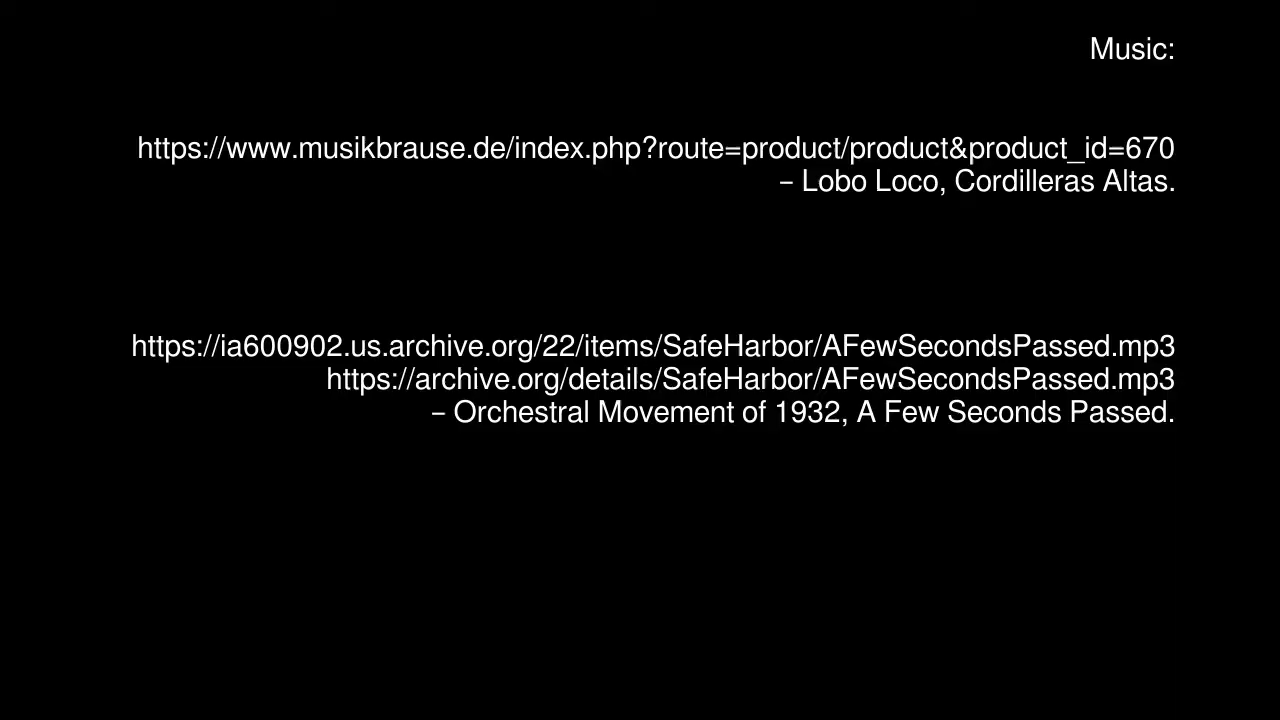 Music:
https://www.musikbrause.de/index.php?route=product/product&product_id=670
– Lobo Loco, Cordilleras Altas.
https://ia600902.us.archive.org/22/items/SafeHarbor/AFewSecondsPassed.mp3
https://archive.org/details/SafeHarbor/AFewSecondsPassed.mp3
– Orchestral Movement of 1932, A Few Seconds Passed.